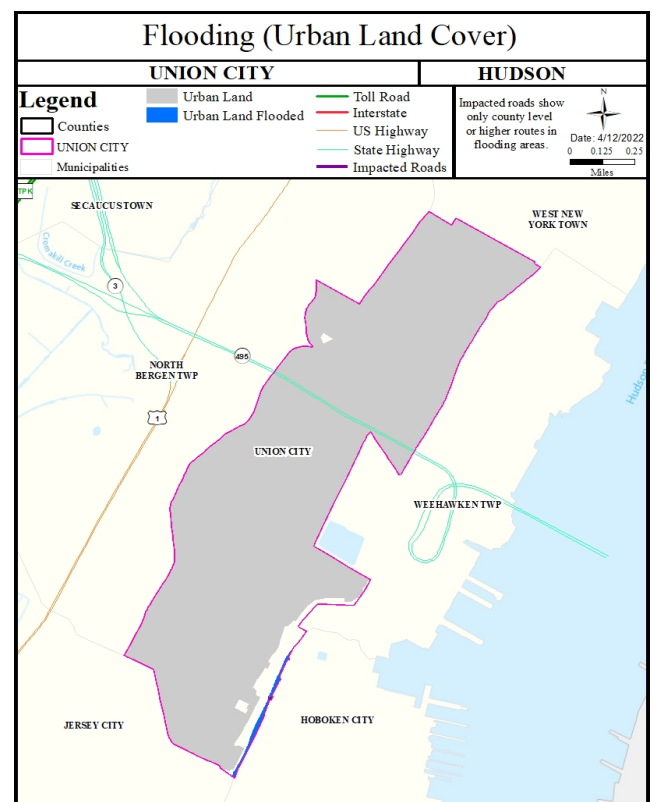 Flooding (Urban Land Cover)
UNION CITY
HUDSON
Legend
Counties
UNION CITY
Municipalities
Urban Land
Urban Land Flooded
Toll Road
Interstate
US Highway
State Highway
Impacted Roads
Impacted roads show
only county level
or higher routes in
flooding areas.
N
Date: 4/12/2022
0 0.125 0.25
Miles
TPK
SECAUCUS TOWN
WEST NEW
YORK TOWN
Cromakill Creek
3
495
NORTH
BERGEN TWP
1
Hudson
UNION CITY
WEEHAWKEN TWP
JERSEY CITY
HOBOKEN CITY